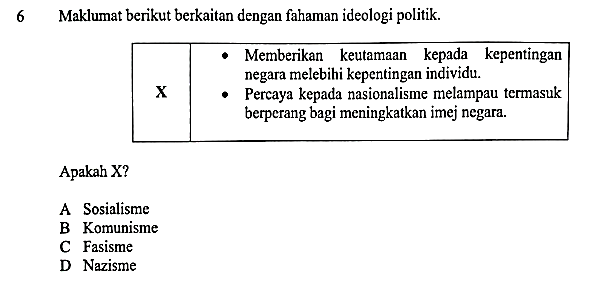 6 Maklumat berikut berkaitan dengan fahaman ideologi politik.
X
• Memberikan keutamaan kepada kepentingan
negara melebihi kepentingan individu.
• Percaya kepada nasionalisme melampau termasuk
berperang bagi meningkatkan imej negara.
Apakah X?
A Sosialisme
B Komunisme
C Fasisme
D Nazisme